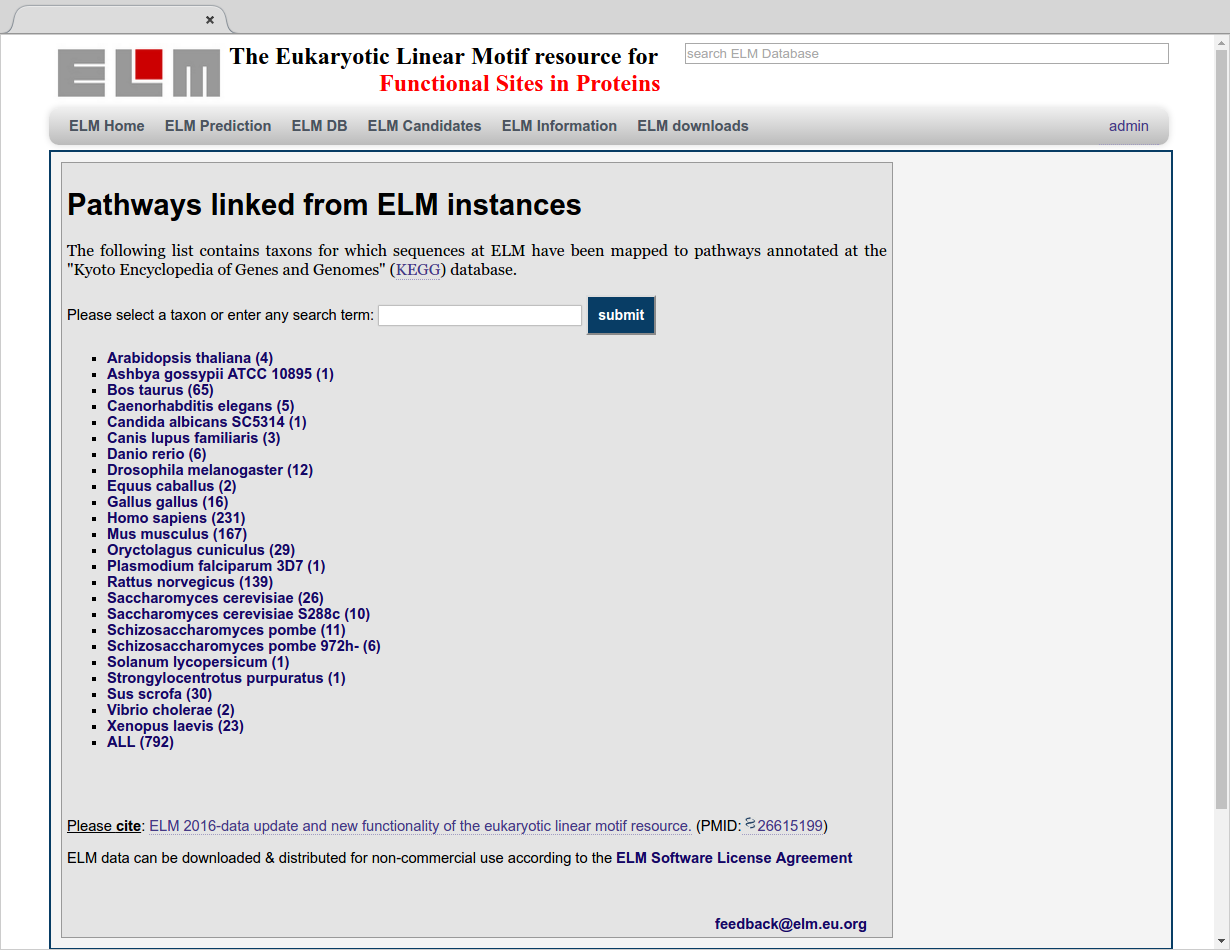 ELM
The Eukaryotic Linear Motif resource for
Functional Sites in Proteins
search ELM Database
ELM Home ELM Prediction ELM DB ELM Candidates ELM Information ELM downloads admin
Pathways linked from ELM instances
The following list contains taxons for which sequences at ELM have been mapped to pathways annotated at the
"Kyoto Encyclopedia of Genes and Genomes" (KEGG) database.
Please select a taxon or enter any search term: submit
Arabidopsis thaliana (4)
Ashbya gossypii ATCC 10895 (1)
Bos taurus (65)
Caenorhabditis elegans (5)
Candida albicans SC5314 (1)
Canis lupus familiaris (3)
Danio rerio (6)
Drosophila melanogaster (12)
Equus caballus (2)
Gallus gallus (16)
Homo sapiens (231)
Mus musculus (167)
Oryctolagus cuniculus (29)
Plasmodium falciparum 3D7 (1)
Rattus norvegicus (139)
Saccharomyces cerevisiae (26)
Saccharomyces cerevisiae S288c (10)
Schizosaccharomyces pombe (11)
Schizosaccharomyces pombe 972h- (6)
Solanum lycopersicum (1)
Strongylocentrotus purpuratus (1)
Sus scrofa (30)
Vibrio cholerae (2)
Xenopus laevis (23)
ALL (792)
Please cite: ELM 2016-data update and new functionality of the eukaryotic linear motif resource. (PMID: 26615199)
ELM data can be downloaded & distributed for non-commercial use according to the ELM Software License Agreement
feedback@elm.eu.org